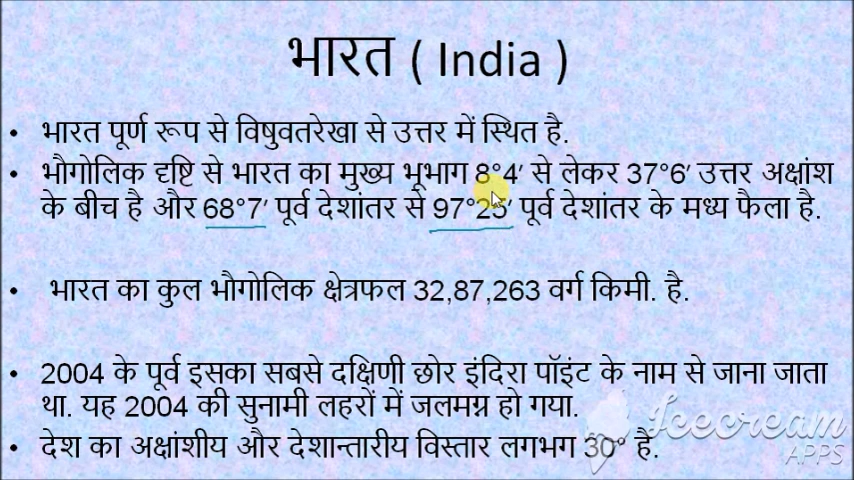 भारत ( India )
• भारत पूर्ण रूप से विषुवतरेखा से उत्तर में स्थित है.
• भौगोलिक दृष्टि से भारत का मुख्य भूभाग 8°4' से लेकर 37°6' उत्तर अक्षांश
के बीच है और 68°7' पूर्व देशांतर से 97°25' पूर्व देशांतर के मध्य फैला है.
• भारत का कुल भौगोलिक क्षेत्रफल 32,87,263 वर्ग किमी. है.
• 2004 के पूर्व इसका सबसे दक्षिणी छोर इंदिरा पॉइंट के नाम से जाना जाता
था. यह 2004 की सुनामी लहरों में जलमग्न हो गया.
• देश का अक्षांशीय और देशान्तारीय विस्तार लगभग 30° है.
Icecream
APPS